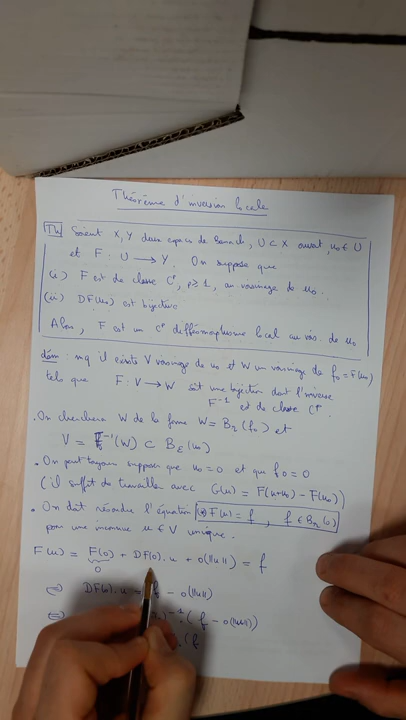 Théorème d'inversion locale
Th Soient X, Y deux espaces de Banach, U ⊂ X ouvert, u₀ ∈ U
et F : U → Y. On suppose que
(i) F est de classe Cᵖ, p ≥ 1, au voisinage de u₀.
(ii) DF(u₀) est bijective
Alors, F est un Cᵖ difféomorphisme local au vois. de u₀
dém : mq il existe V voisinage de u₀ et W un voisinage de f₀ = F(u₀)
tels que F : V → W soit une bijection dont l'inverse
F⁻¹ est de classe Cᵖ.
. On cherchera W de la forme W = B_r(f₀) et
V = F⁻¹(W) ⊂ B_ε(u₀)
. On peut toujours supposer que u₀ = 0 et que f₀ = 0
(il suffit de travailler avec G(u) = F(u+u₀) - F(u₀))
. On doit résoudre l'équation (*) F(u) = f, f ∈ B_r(0)
pour une inconnue u ∈ V unique.
F(u) = F(0) + DF(0). u + o(||u||) = f
0
⇔ DF(0). u = f - o(||u||)
⇔ )⁻¹. (f - o(||u||)
. (f